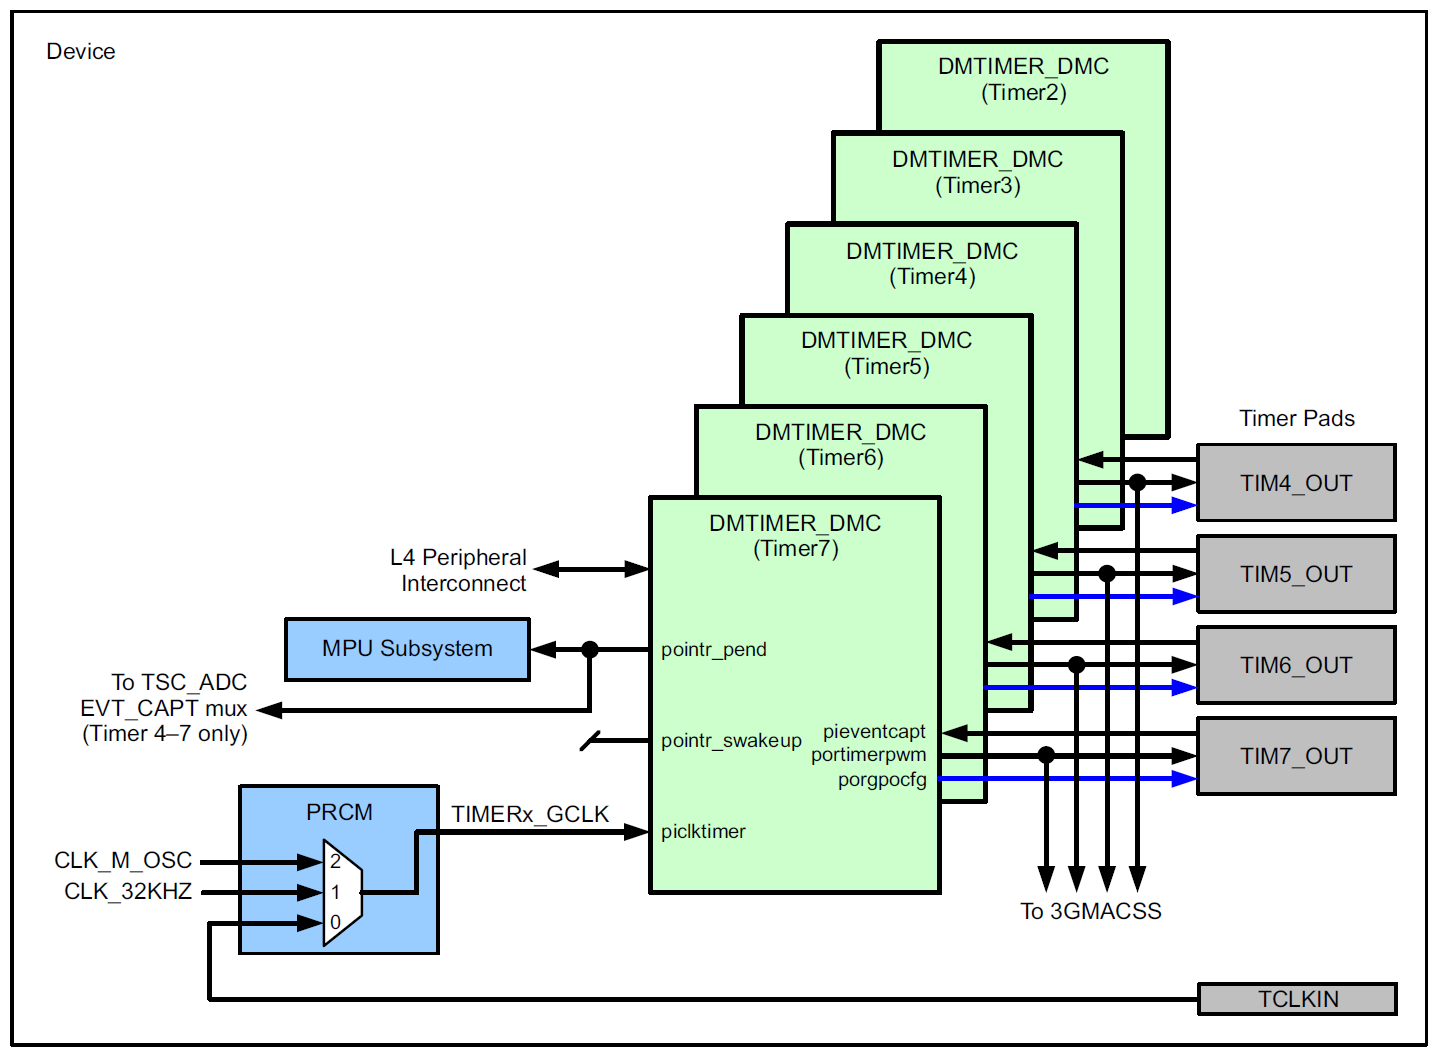 Device
DMTIMER_DMC
(Timer2)
DMTIMER_DMC
(Timer3)
DMTIMER_DMC
(Timer4)
DMTIMER_DMC
(Timer5)
DMTIMER_DMC
(Timer6)
DMTIMER_DMC
(Timer7)
Timer Pads
TIM4_OUT
TIM5_OUT
TIM6_OUT
TIM7_OUT
L4 Peripheral
Interconnect
MPU Subsystem
pointr_pend
To TSC_ADC
EVT_CAPT mux
(Timer 4–7 only)
pointr_swakeup
pieventcapt
portimerpwm
porgpocfg
PRCM
TIMERx_GCLK
piclktimer
CLK_M_OSC
2
CLK_32KHZ
1
0
To 3GMACSS
TCLKIN